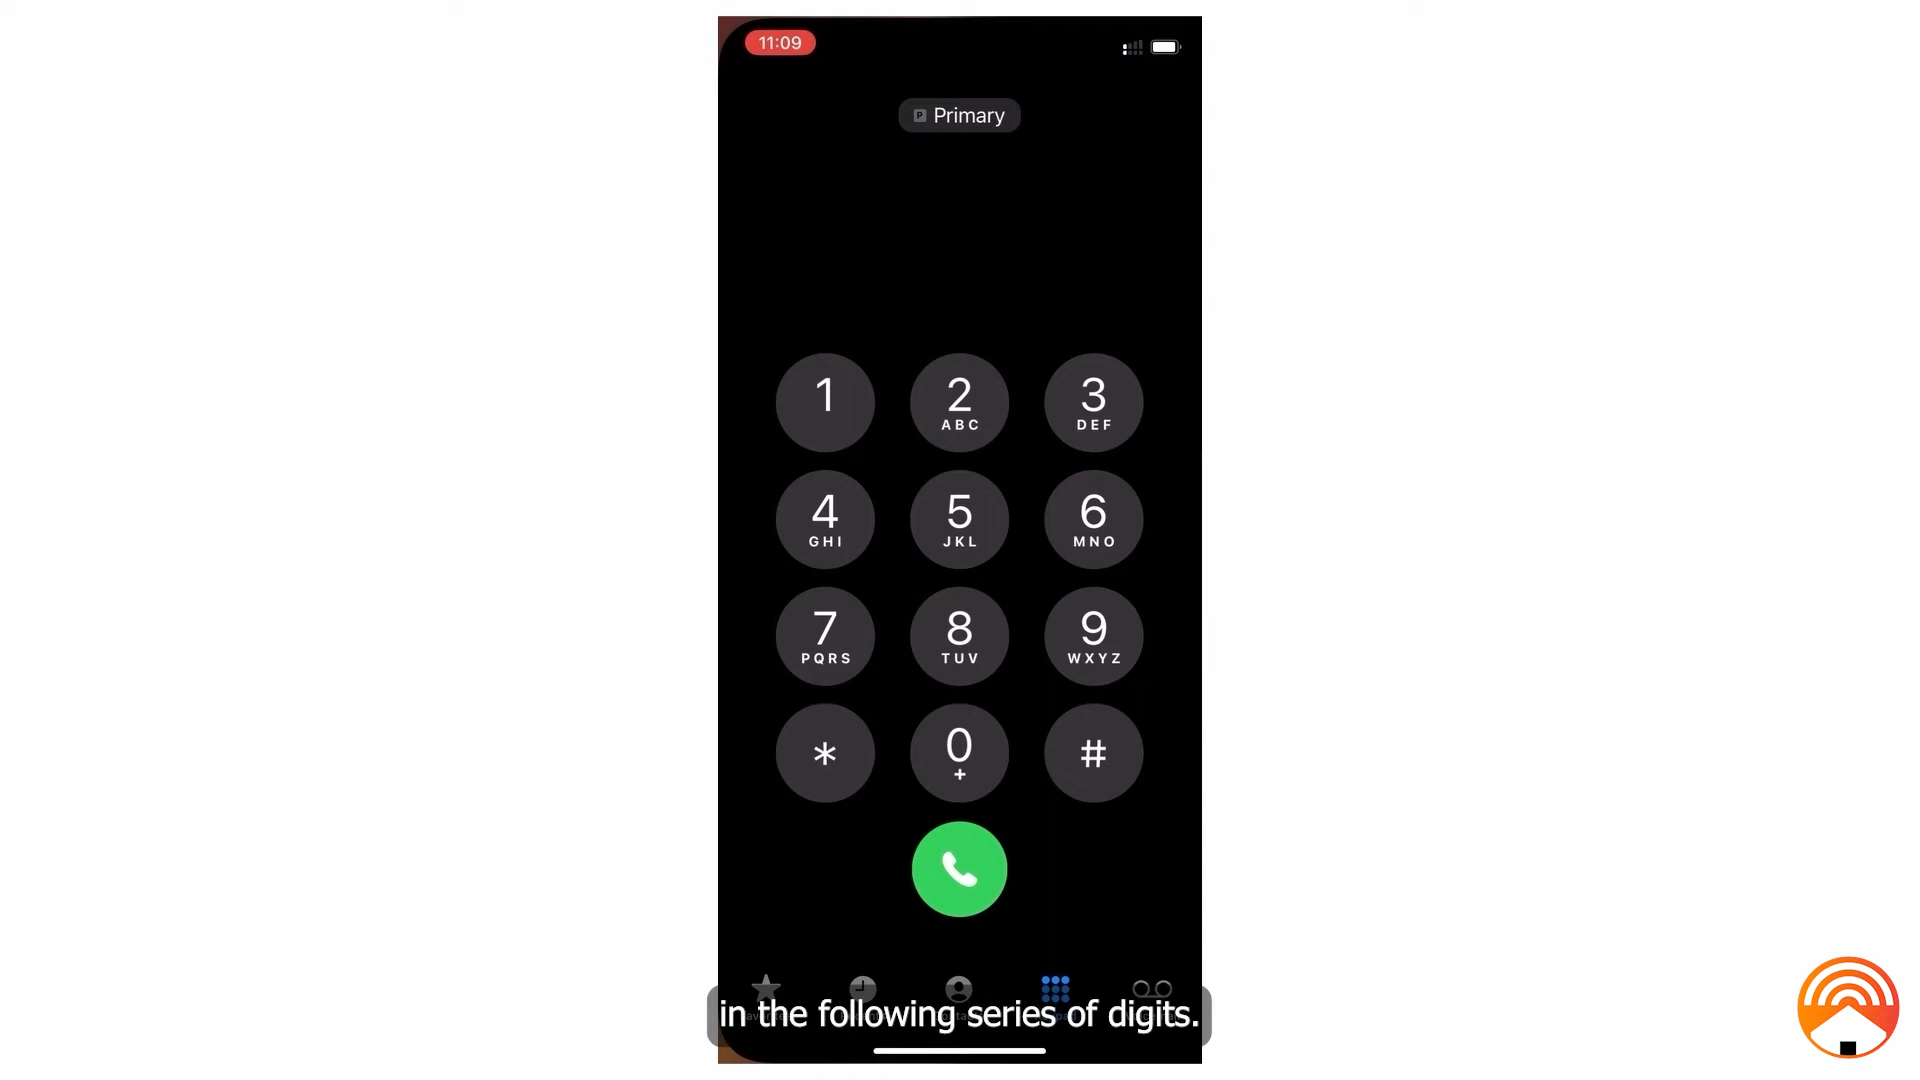 11:09
P Primary
1
2
ABC
3
DEF
4
GHI
5
JKL
6
MNO
7
PQRS
8
TUV
9
WXYZ
*
0
+
#
in the following series of digits.